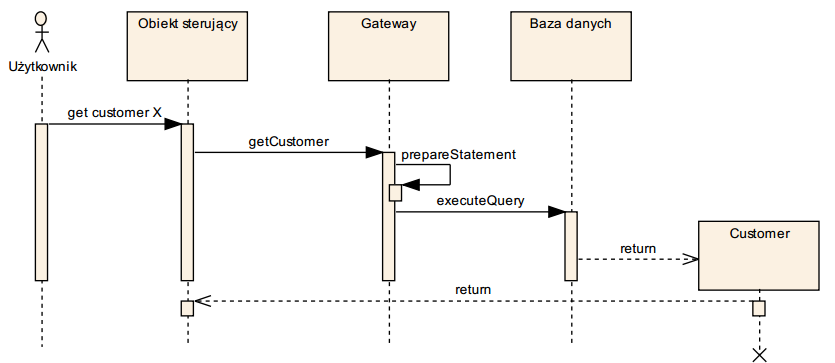 Obiekt sterujący
Gateway
Baza danych
Użytkownik
get customer X
getCustomer
prepareStatement
executeQuery
Customer
return
return